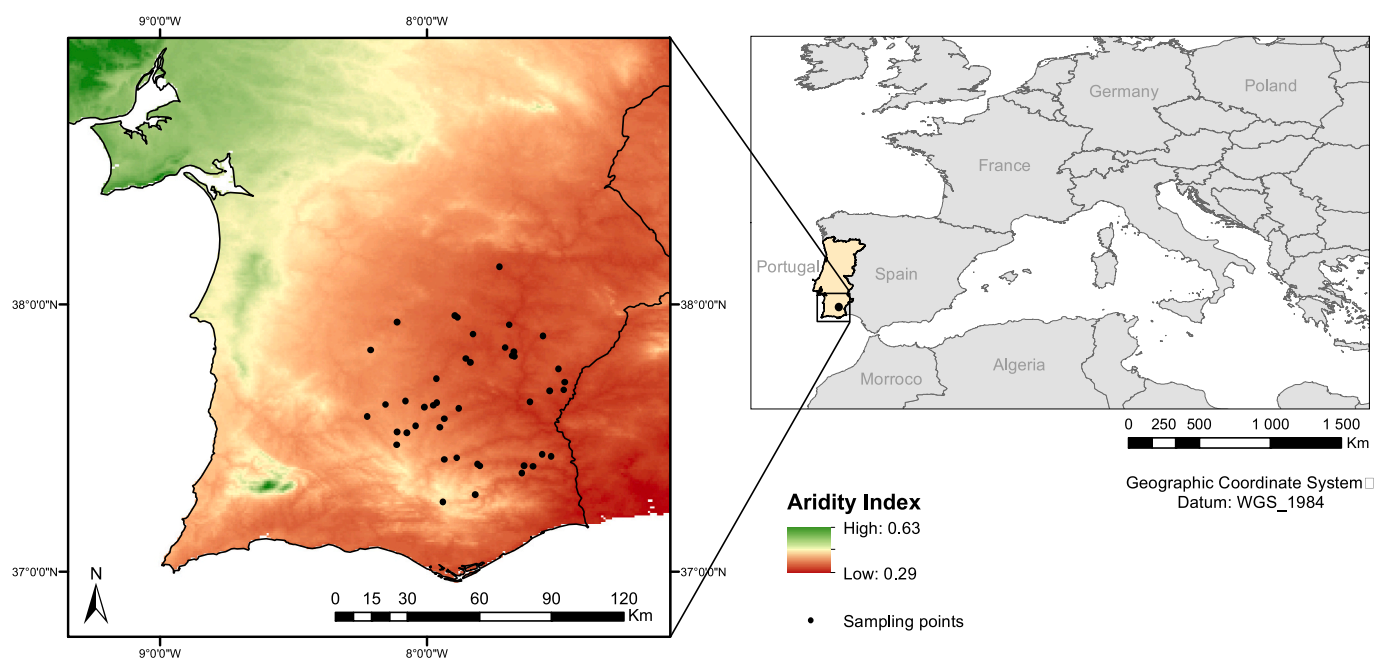 9°0'0"W
8°0'0"W
38°0'0"N
38°0'0"N
37°0'0"N
37°0'0"N
N
0 15 30 60 90 120
Km
9°0'0"W
8°0'0"W
Germany
Poland
France
Portugal
Spain
Morroco
Algeria
0 250 500 1 000 1 500
Km
Geographic Coordinate System
Datum: WGS_1984
Aridity Index
High: 0.63
Low: 0.29
Sampling points